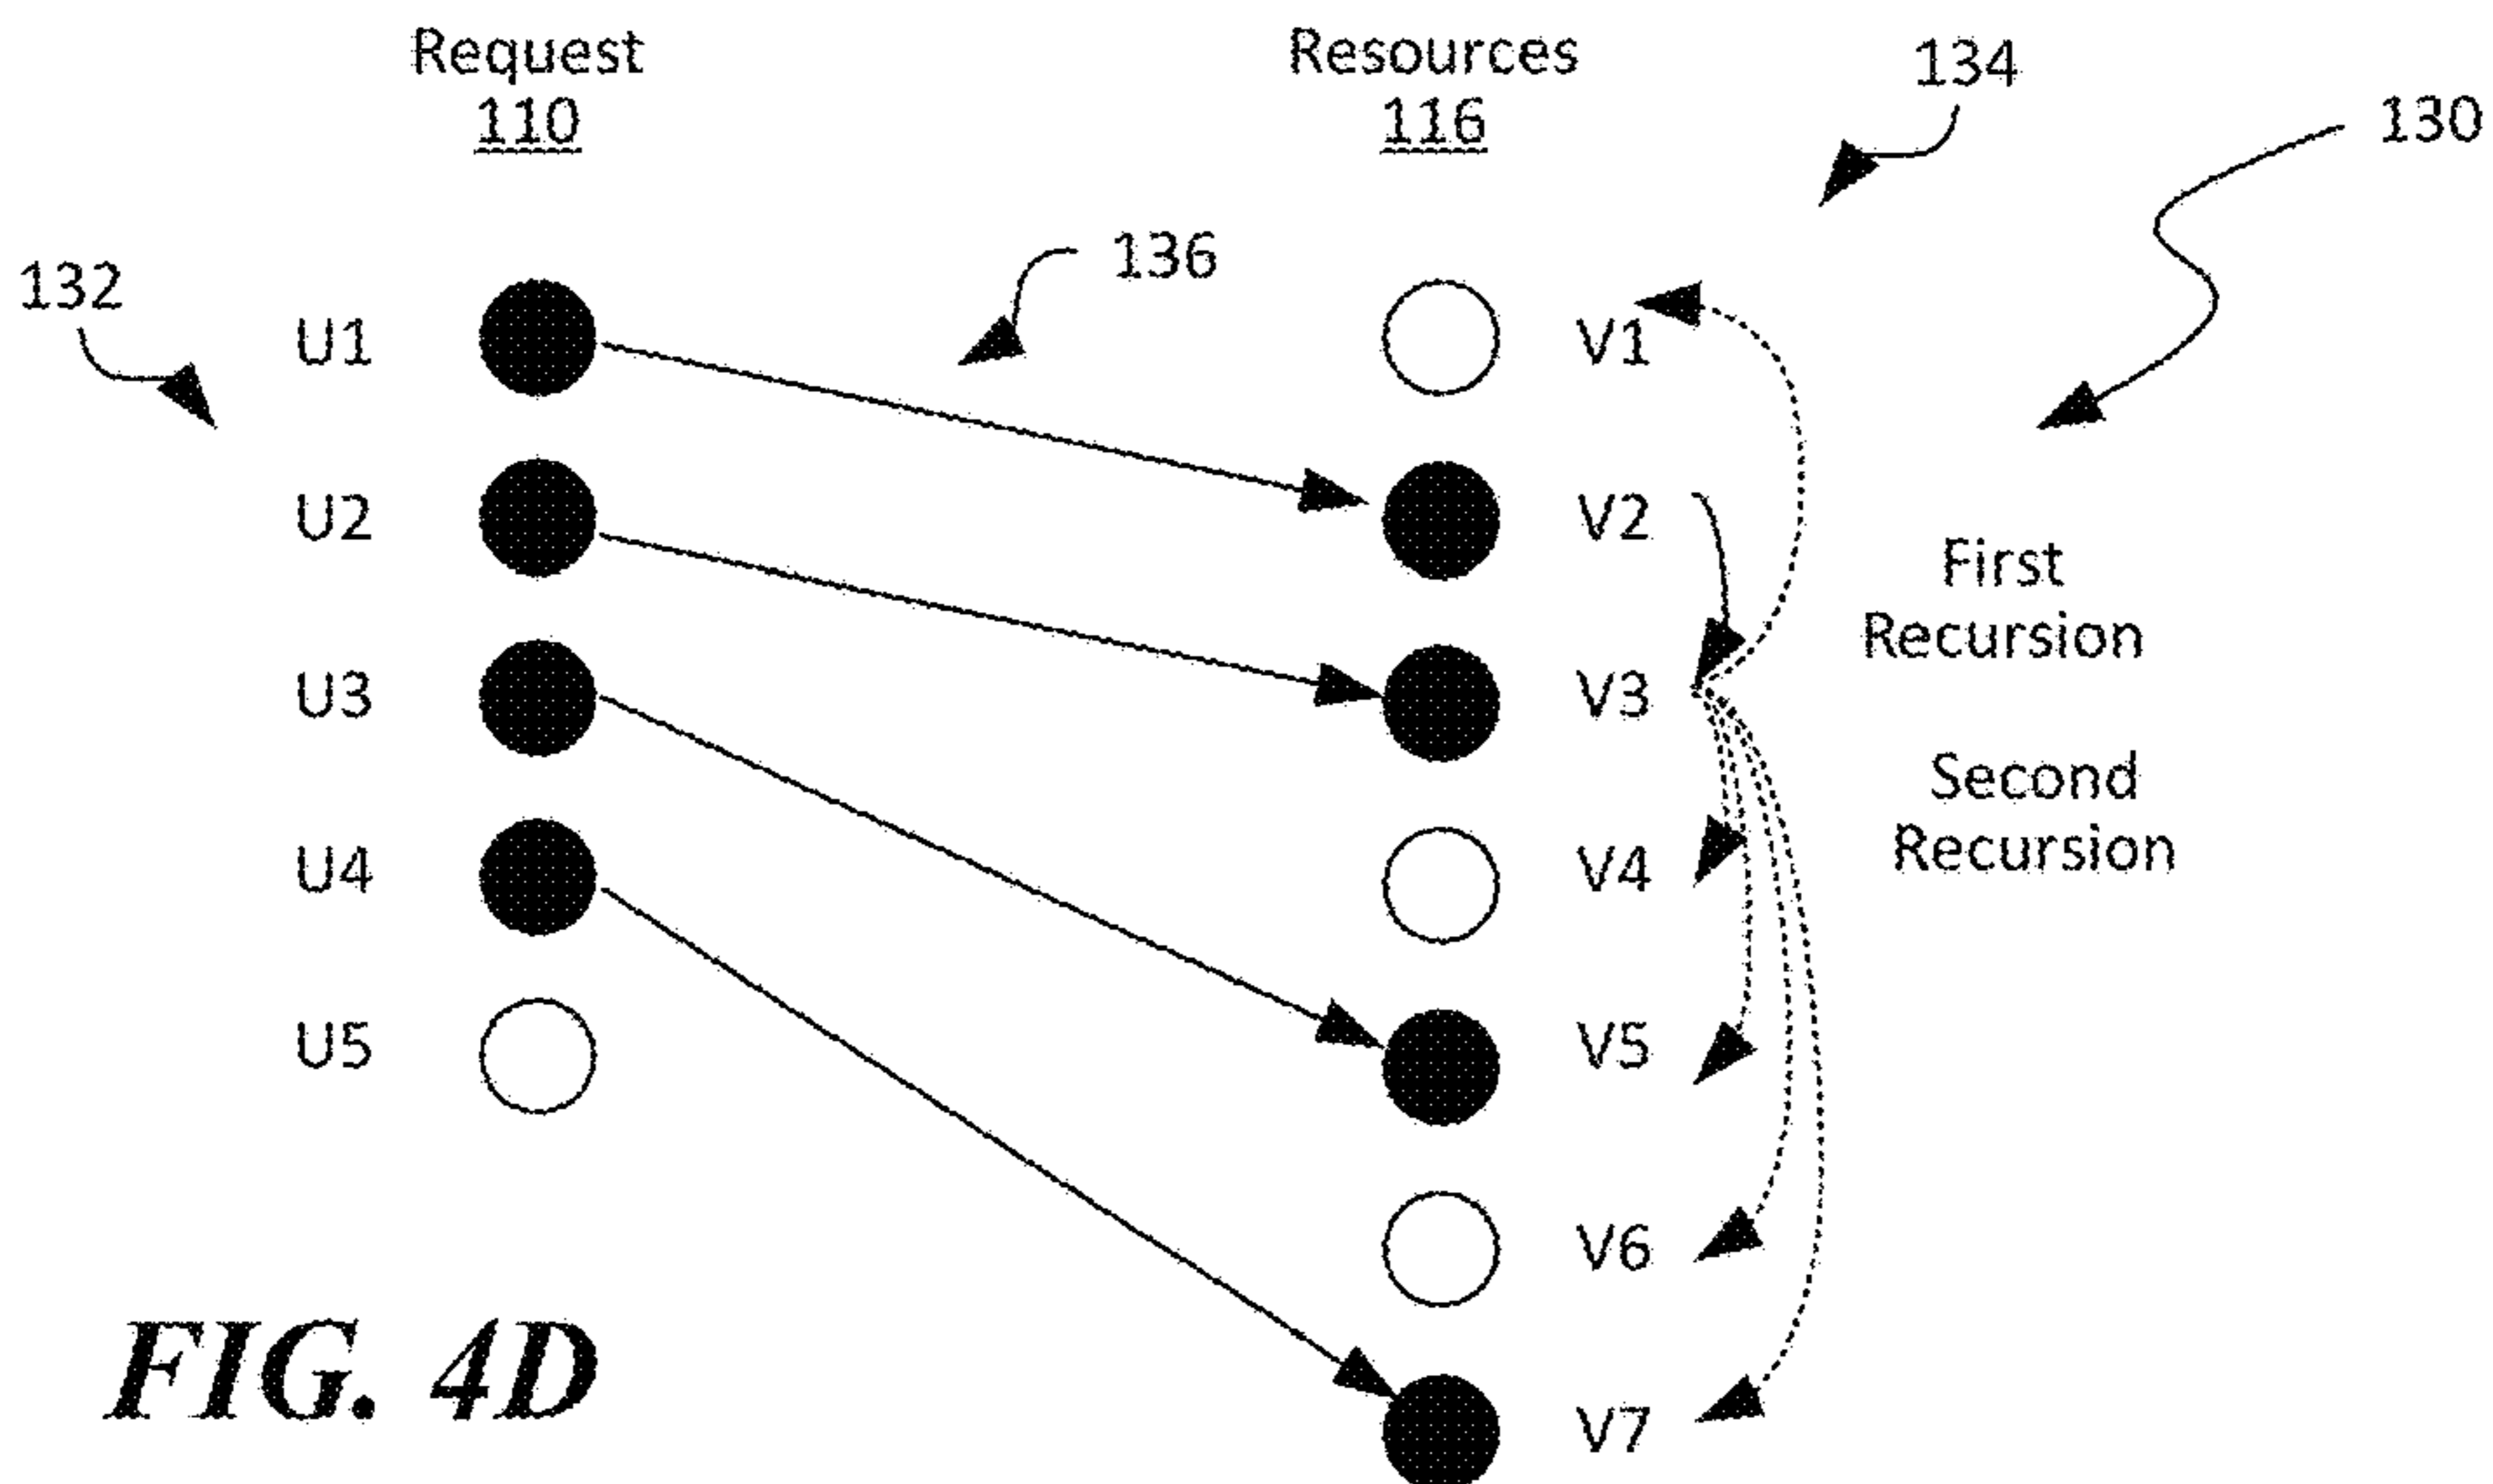 Request
110
Resources
116
134
130
132
136
U1
V1
U2
V2
First
Recursion
U3
V3
Second
Recursion
U4
V4
U5
V5
V6
V7
FIG. 4D